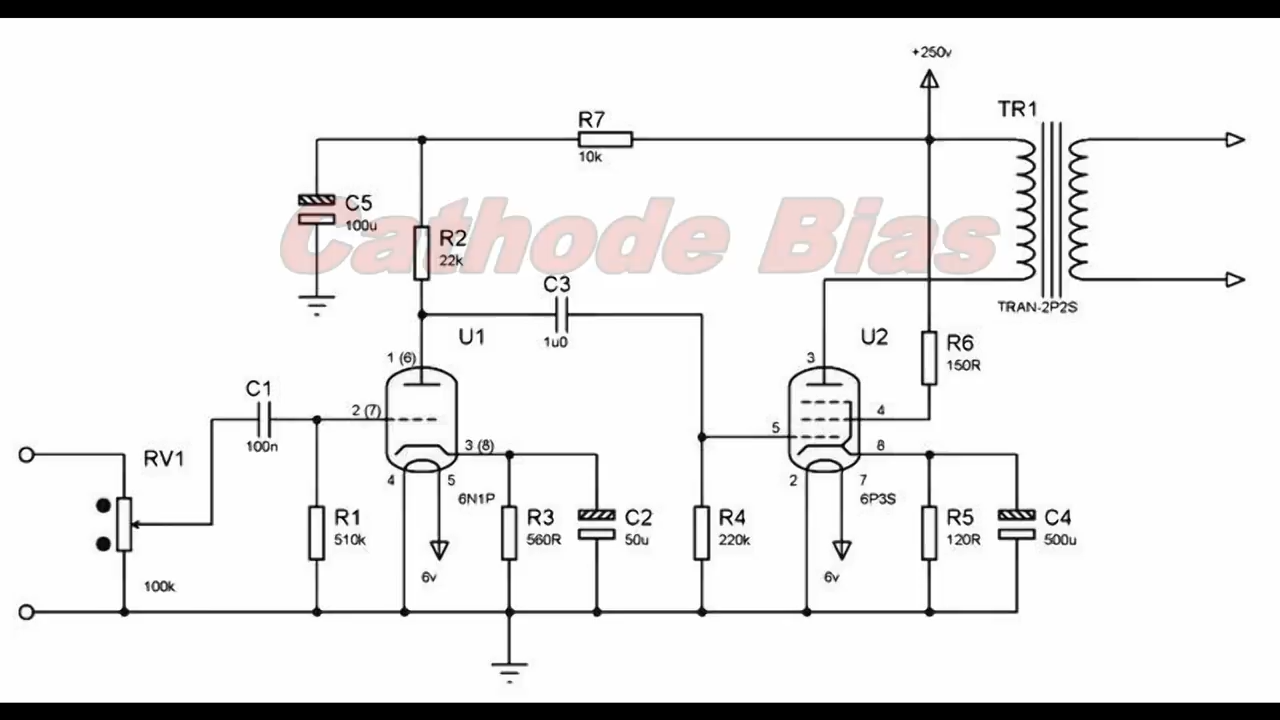 +250v
TR1
R7
10k
C5
100u
Cathode Bias
R2
22k
C3
1u0
TRAN-2P2S
U1
U2
R6
150R
1 (6)
3
C1
100n
2 (7)
4
5
3 (8)
8
RV1
4
5
6N1P
2
7
6P3S
R1
510k
R3
560R
C2
50u
R4
220k
R5
120R
C4
500u
6v
6v
100k